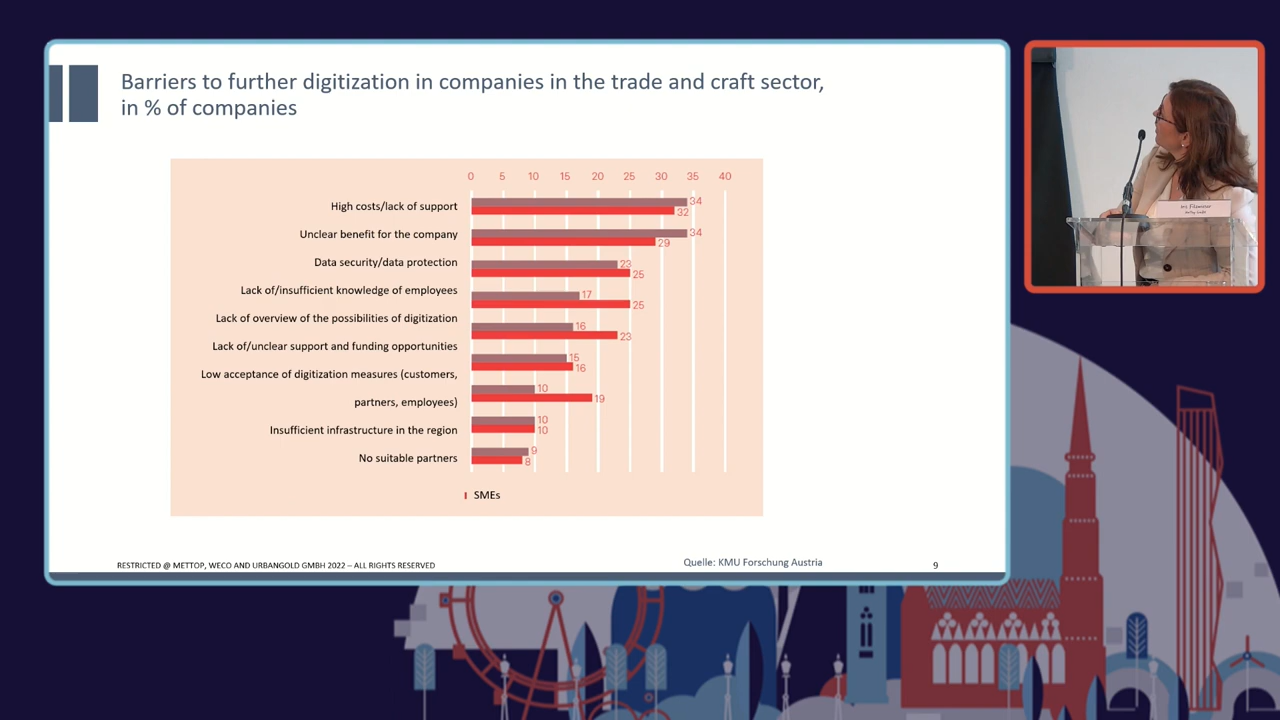 Barriers to further digitization in companies in the trade and craft sector,
in % of companies
0 5 10 15 20 25 30 35 40
High costs/lack of support
34
32
Unclear benefit for the company
34
29
Data security/data protection
23
25
Lack of/insufficient knowledge of employees
17
25
Lack of overview of the possibilities of digitization
16
23
Lack of/unclear support and funding opportunities
15
16
Low acceptance of digitization measures (customers,
partners, employees)
10
19
Insufficient infrastructure in the region
10
10
No suitable partners
9
8
SMEs
RESTRICTED @ METTOP, WECO AND URBANGOLD GMBH 2022 – ALL RIGHTS RESERVED
Quelle: KMU Forschung Austria
9